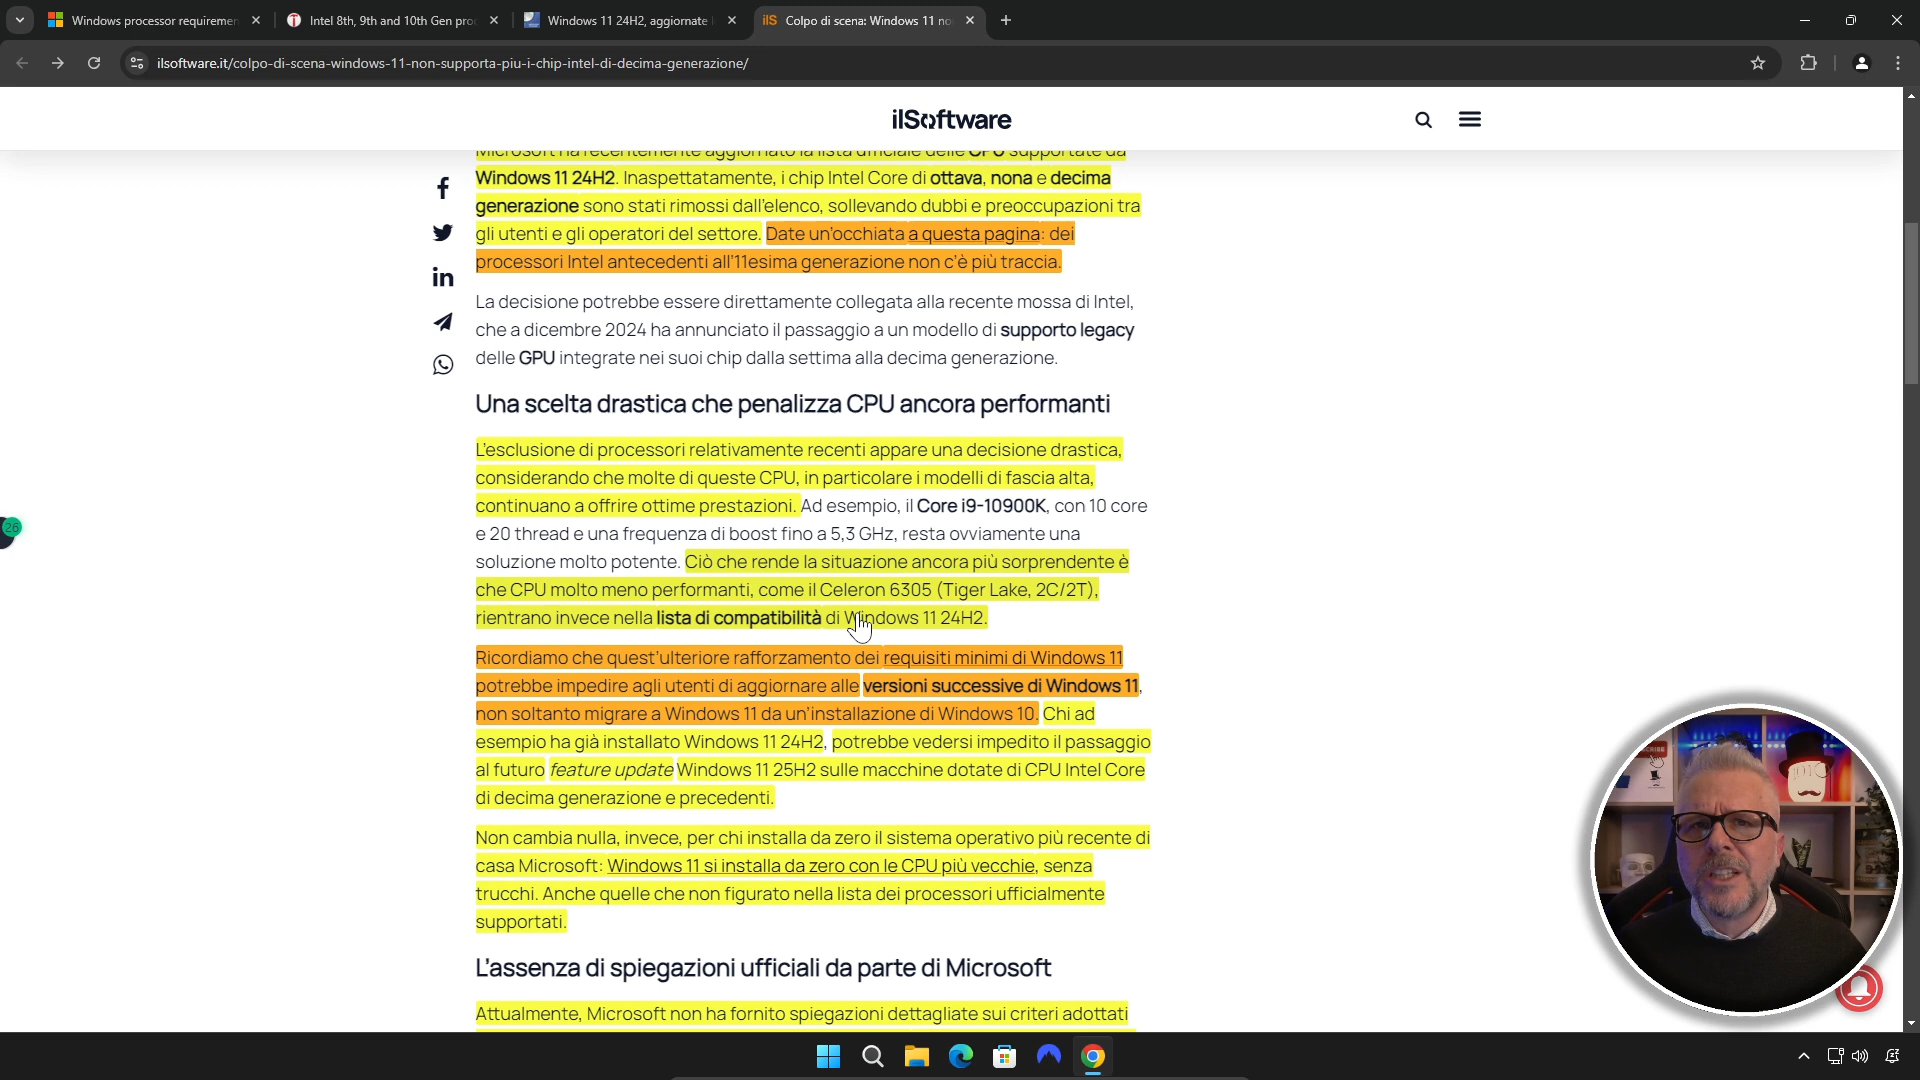 Windows processor requiremen
Intel 8th, 9th and 10th Gen proc
Windows 11 24H2, aggiornate l
ilS
Colpo di scena: Windows 11 no
ilsoftware.it/colpo-di-scena-windows-11-non-supporta-piu-i-chip-intel-di-decima-generazione/
ilSoftware
Microsoft ha recentemente aggiornato la lista ufficiale delle CPU supportate da
Windows 11 24H2. Inaspettatamente, i chip Intel Core di ottava, nona e decima
generazione sono stati rimossi dall'elenco, sollevando dubbi e preoccupazioni tra
gli utenti e gli operatori del settore. Date un'occhiata a questa pagina: dei
processori Intel antecedenti all'11esima generazione non c'è più traccia.
La decisione potrebbe essere direttamente collegata alla recente mossa di Intel,
che a dicembre 2024 ha annunciato il passaggio a un modello di supporto legacy
delle GPU integrate nei suoi chip dalla settima alla decima generazione.
Una scelta drastica che penalizza CPU ancora performanti
L'esclusione di processori relativamente recenti appare una decisione drastica,
considerando che molte di queste CPU, in particolare i modelli di fascia alta,
continuano a offrire ottime prestazioni. Ad esempio, il Core i9-10900K, con 10 core
e 20 thread e una frequenza di boost fino a 5,3 GHz, resta ovviamente una
soluzione molto potente. Ciò che rende la situazione ancora più sorprendente è
che CPU molto meno performanti, come il Celeron 6305 (Tiger Lake, 2C/2T),
rientrano invece nella lista di compatibilità di Windows 11 24H2.
Ricordiamo che quest'ulteriore rafforzamento dei requisiti minimi di Windows 11
potrebbe impedire agli utenti di aggiornare alle versioni successive di Windows 11,
non soltanto migrare a Windows 11 da un'installazione di Windows 10. Chi ad
esempio ha già installato Windows 11 24H2, potrebbe vedersi impedito il passaggio
al futuro feature update Windows 11 25H2 sulle macchine dotate di CPU Intel Core
di decima generazione e precedenti.
Non cambia nulla, invece, per chi installa da zero il sistema operativo più recente di
casa Microsoft: Windows 11 si installa da zero con le CPU più vecchie, senza
trucchi. Anche quelle che non figurato nella lista dei processori ufficialmente
supportati.
L'assenza di spiegazioni ufficiali da parte di Microsoft
Attualmente, Microsoft non ha fornito spiegazioni dettagliate sui criteri adottati
26